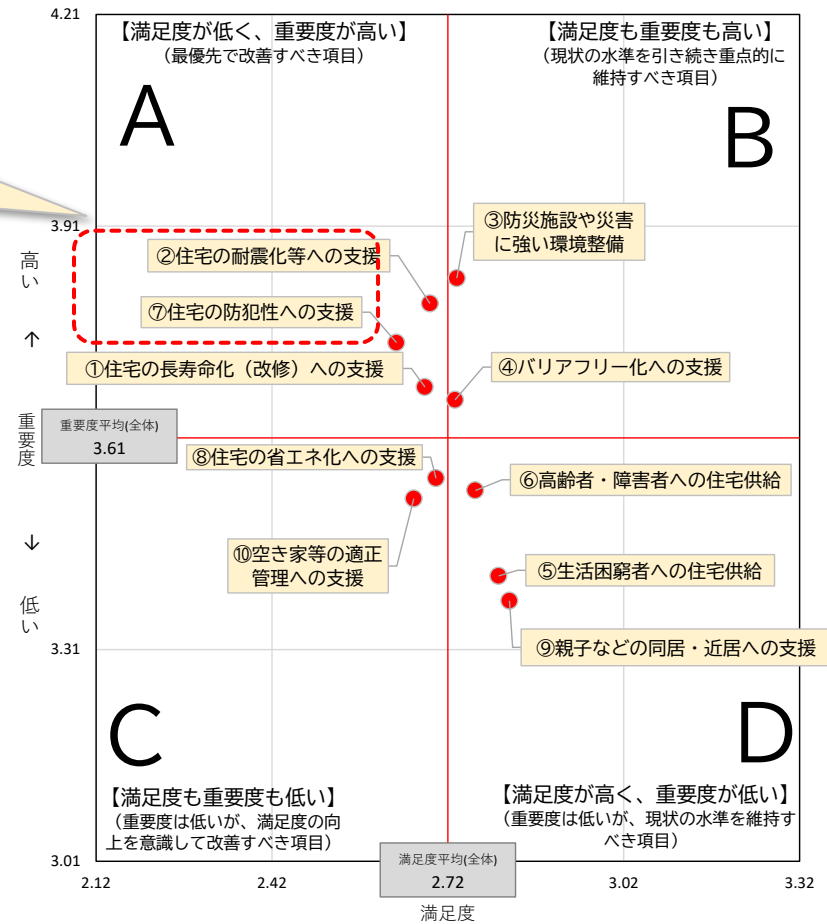 4.21
【満足度が低く、重要度が高い】
（最優先で改善すべき項目）
【満足度も重要度も高い】
（現状の水準を引き続き重点的に
維持すべき項目）
A
B
3.91
③防災施設や災害
に強い環境整備
②住宅の耐震化等への支援
⑦住宅の防犯性への支援
①住宅の長寿命化（改修）への支援
④バリアフリー化への支援
高い
↑
重要度
↓
低い
重要度平均(全体)
3.61
⑧住宅の省エネ化への支援
⑥高齢者・障害者への住宅供給
⑩空き家等の適正
管理への支援
⑤生活困窮者への住宅供給
⑨親子などの同居・近居への支援
3.31
C
D
【満足度も重要度も低い】
（重要度は低いが、満足度の向
上を意識して改善すべき項目）
【満足度が高く、重要度が低い】
（重要度は低いが、現状の水準を維持す
べき項目）
3.01
満足度平均(全体)
2.72
2.12
2.42
3.02
3.32
満足度